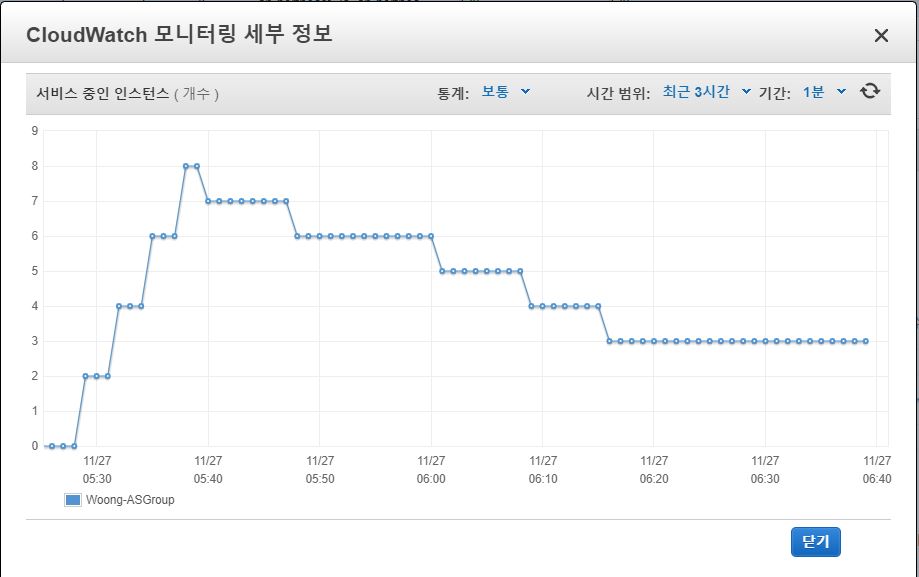 CloudWatch 모니터링 세부 정보
서비스 중인 인스턴스 ( 개수 ) 통계: 보통 시간 범위: 최근 3시간 기간: 1분
9
8
7
6
5
4
3
2
1
0
11/27 11/27 11/27 11/27 11/27 11/27 11/27 11/27
05:30 05:40 05:50 06:00 06:10 06:20 06:30 06:40
Woong-ASGroup
닫기